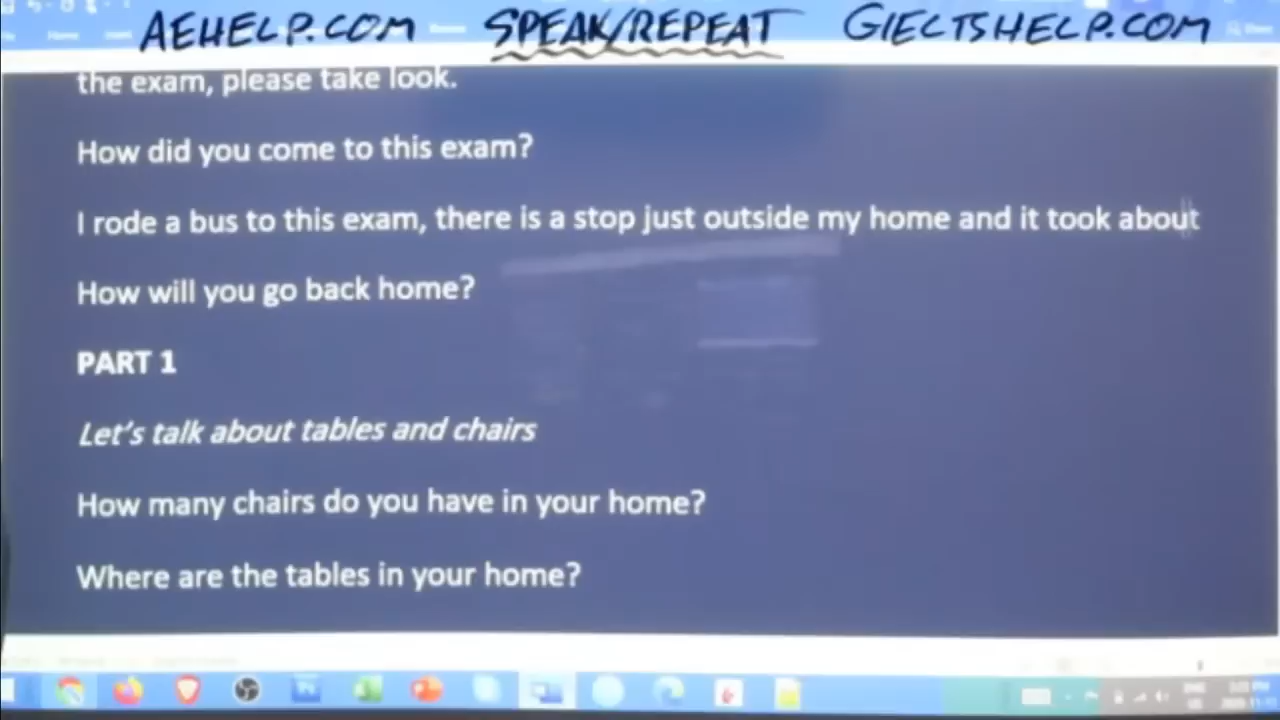 AEHELP.COM SPEAK/REPEAT GIELTSHELP.COM
the exam, please take look.
How did you come to this exam?
I rode a bus to this exam, there is a stop just outside my home and it took about
How will you go back home?
PART 1
Let's talk about tables and chairs
How many chairs do you have in your home?
Where are the tables in your home?